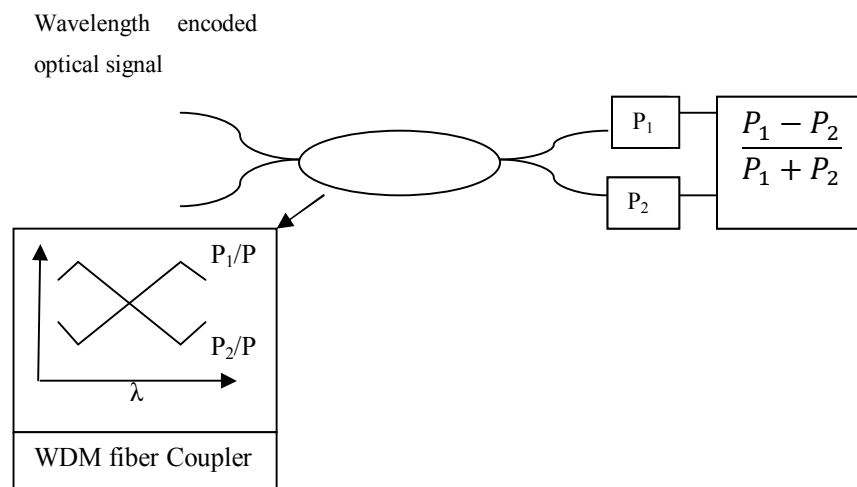 Wavelength encoded
optical signal
P₁
P₂
P₁ − P₂
P₁ + P₂
P₁/P
P₂/P
λ
WDM fiber Coupler